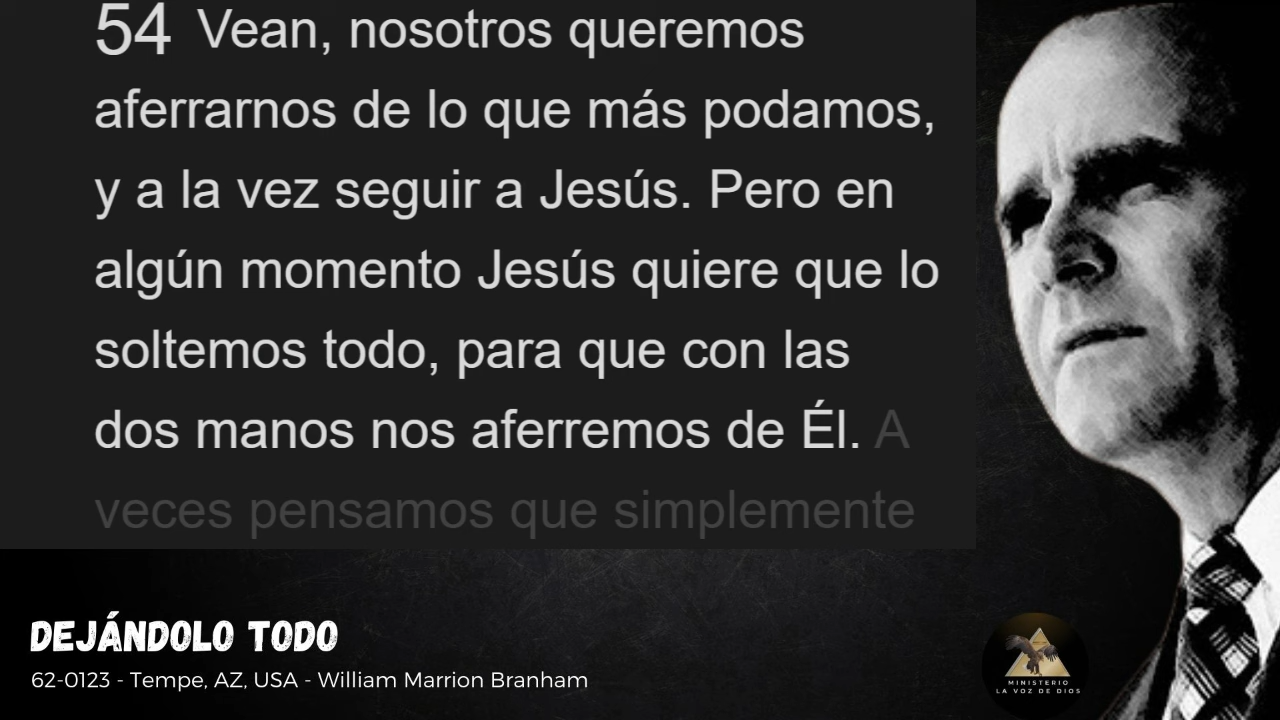 54 Vean, nosotros queremos
aferrarnos de lo que más podamos,
y a la vez seguir a Jesús. Pero en
algún momento Jesús quiere que lo
soltemos todo, para que con las
dos manos nos aferremos de Él. A
veces pensamos que simplemente
DEJÁNDOLO TODO
62-0123 - Tempe, AZ, USA - William Marrion Branham
MINISTERIO
LA VOZ DE DIOS